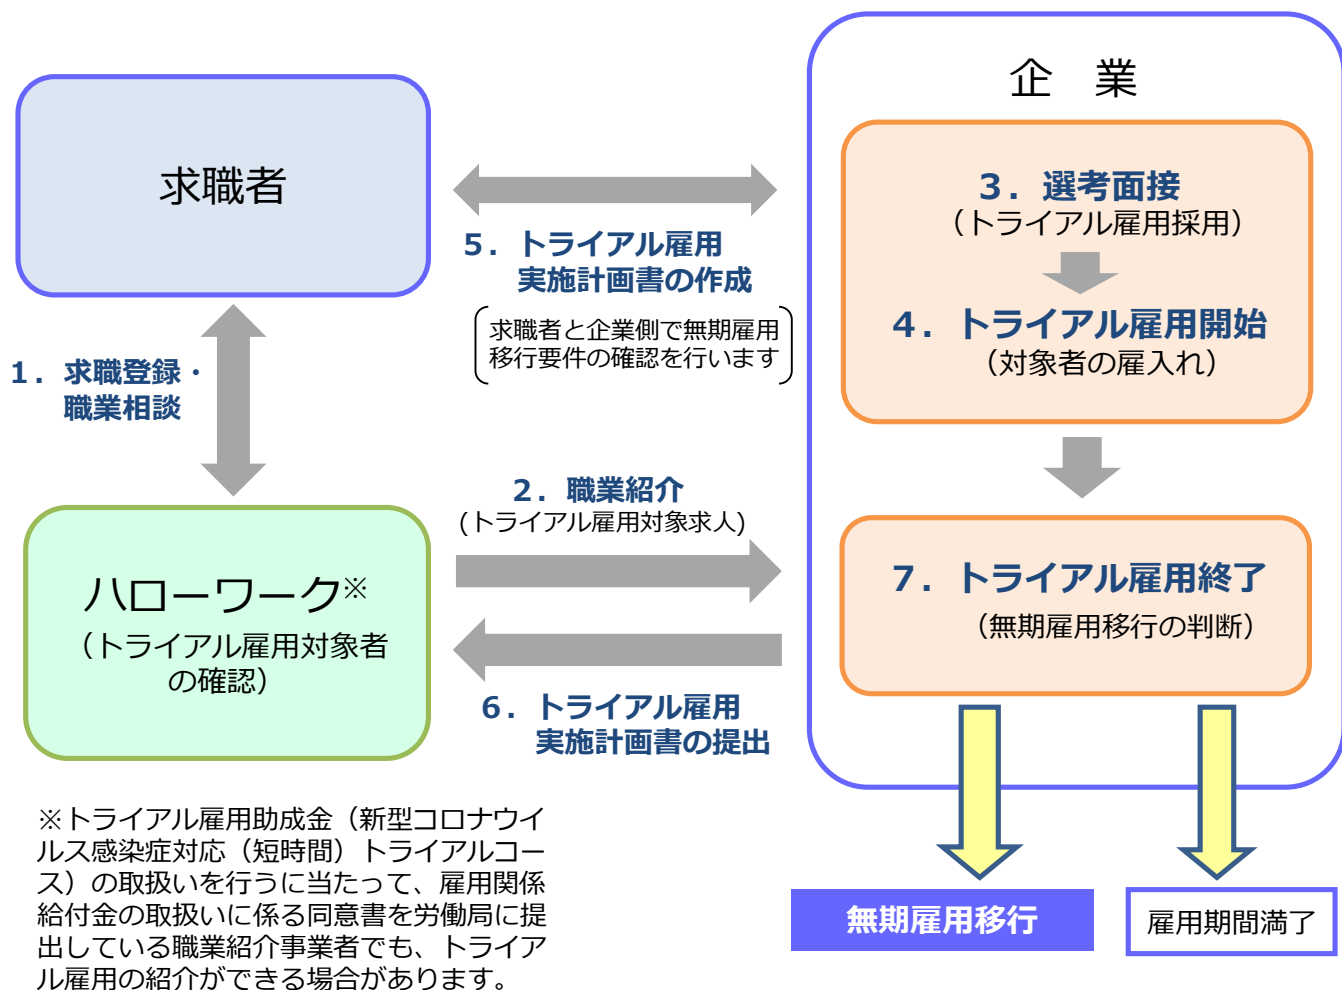 企　業
求職者
３．選考面接
（トライアル雇用採用）
４．トライアル雇用開始
（対象者の雇入れ）
５．トライアル雇用
実施計画書の作成
求職者と企業側で無期雇用
移行要件の確認を行います
１．求職登録・
職業相談
２．職業紹介
(トライアル雇用対象求人)
ハローワーク※
（トライアル雇用対象者
の確認）
７．トライアル雇用終了
（無期雇用移行の判断）
６．トライアル雇用
実施計画書の提出
※トライアル雇用助成金（新型コロナウイ
ルス感染症対応（短時間）トライアルコー
ス）の取扱いを行うに当たって、雇用関係
給付金の取扱いに係る同意書を労働局に提
出している職業紹介事業者でも、トライア
ル雇用の紹介ができる場合があります。
無期雇用移行
雇用期間満了